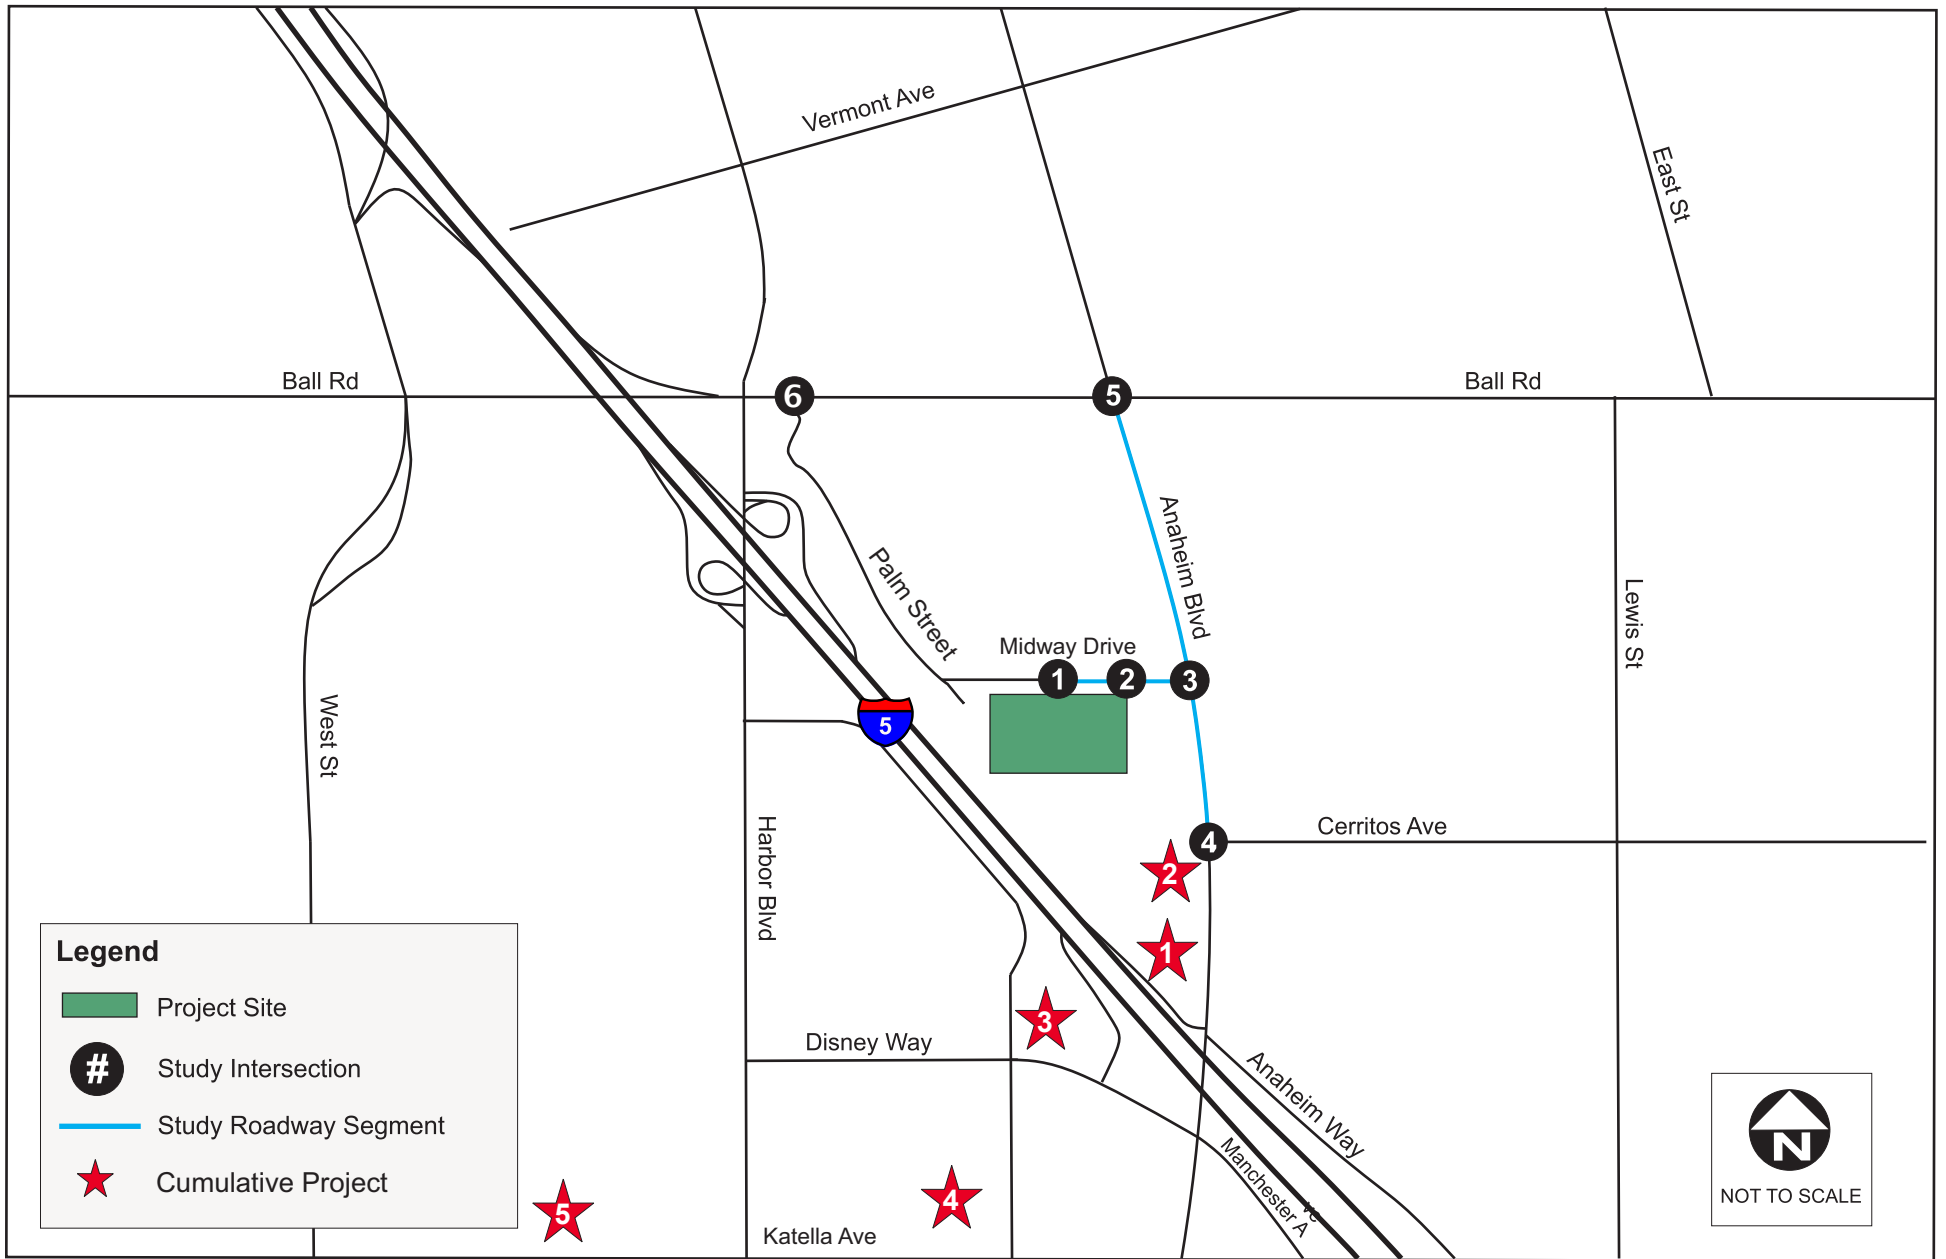 Vermont Ave
East St
Ball Rd
6
5
Ball Rd
Anaheim Blvd
Palm Street
Lewis St
Midway Drive
1
2
3
5
West St
Harbor Blvd
4
Cerritos Ave
2
1
3
Disney Way
Anaheim Way
Manchester Ave
4
5
Katella Ave
Legend
Project Site
# Study Intersection
Study Roadway Segment
Cumulative Project
N
NOT TO SCALE